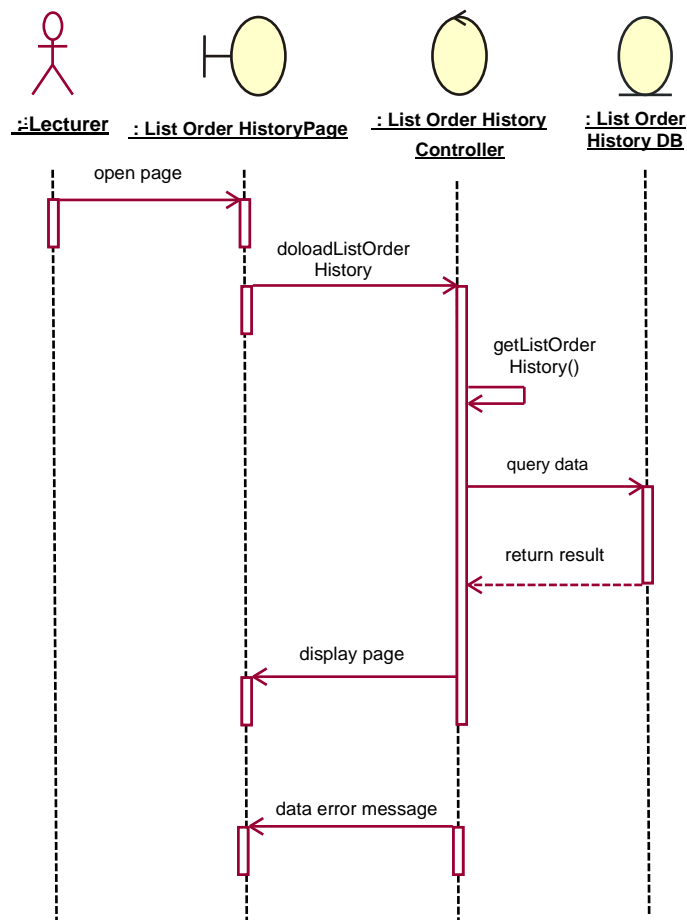 : Lecturer
: List Order HistoryPage
: List Order History
Controller
: List Order
History DB
open page
doloadListOrder
History
getListOrder
History()
query data
return result
display page
data error message